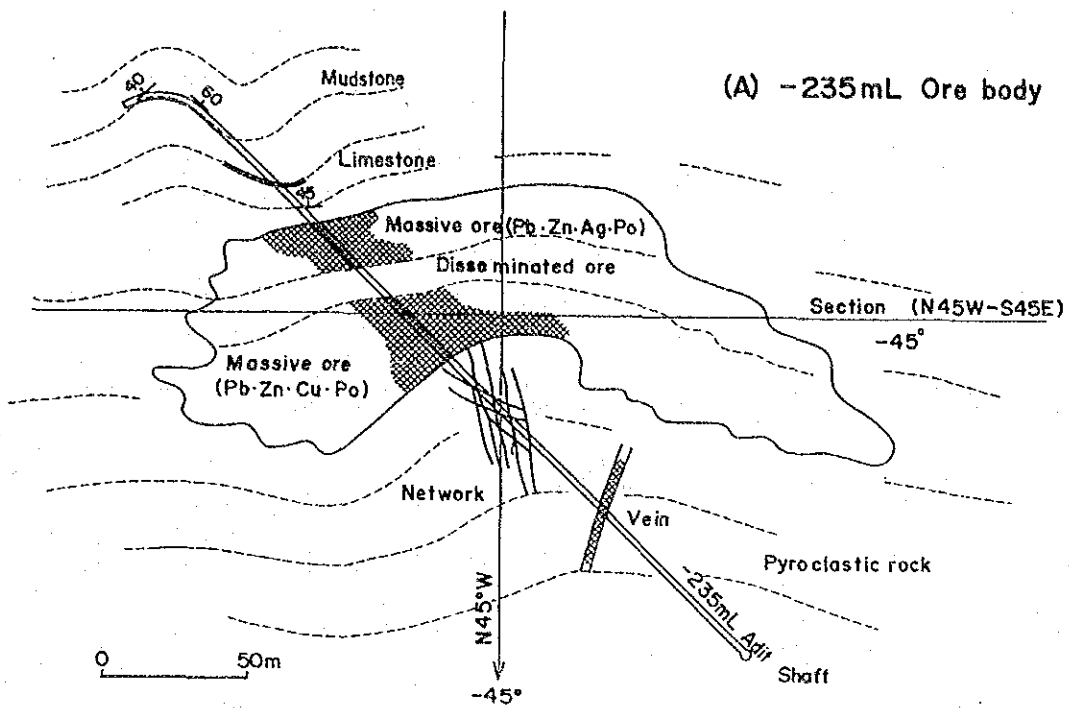 (A) -235mL Ore body
40
60
Mudstone
Limestone
45
Massive ore (Pb·Zn·Ag·Po)
Disseminated ore
Section (N45W-S45E)
-45°
Massive ore
(Pb·Zn·Cu·Po)
Network
Vein
Pyroclastic rock
N45°W
-235mL Adit
Shaft
0 50m
-45°